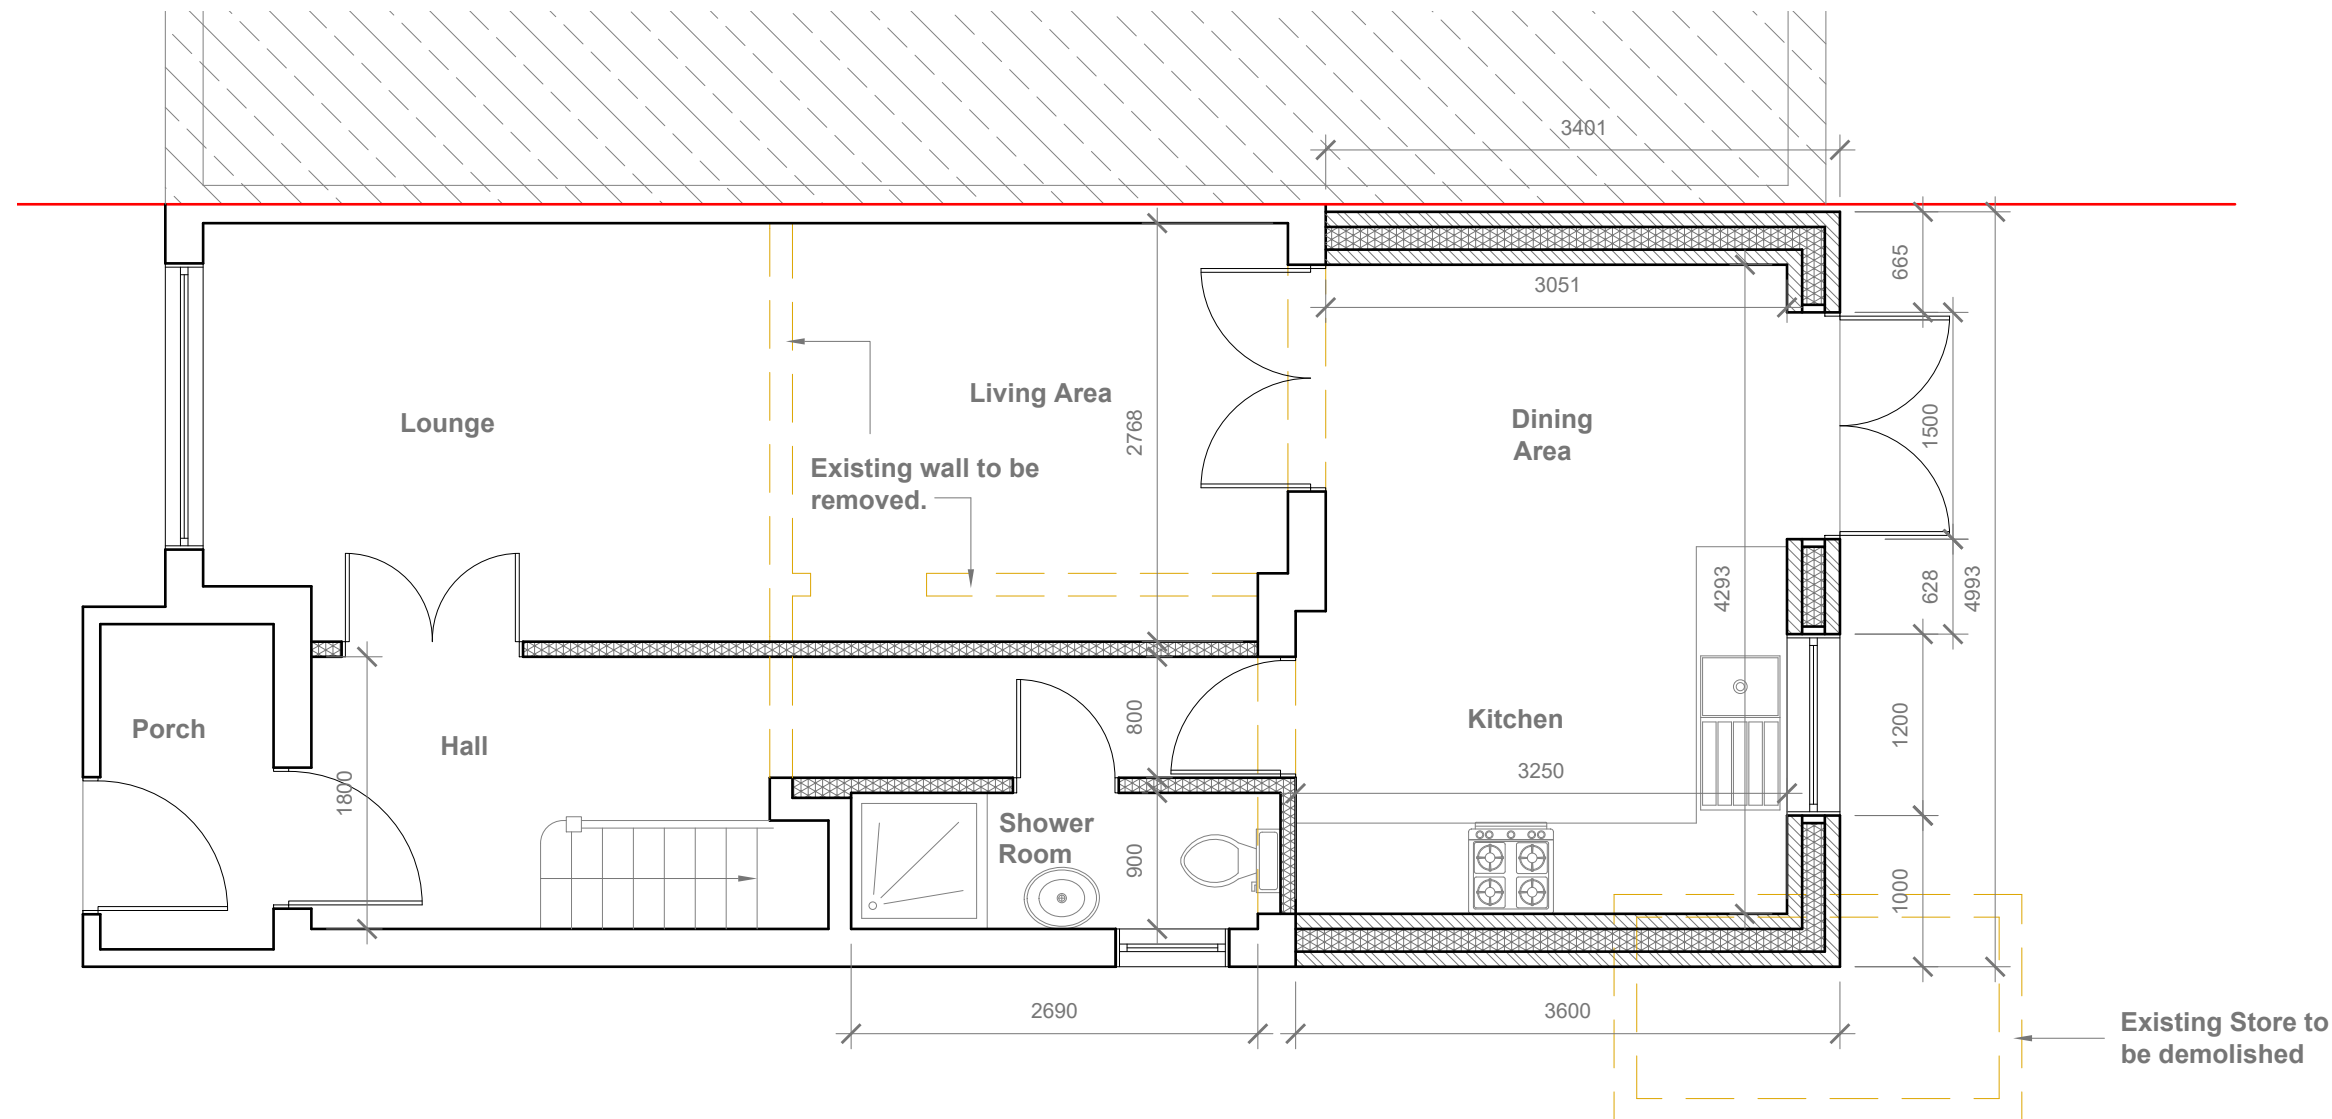 3401
665
3051
Living Area
Lounge
2768
Dining
Area
1500
Existing wall to be
removed.
4293
628
4993
Porch
Hall
800
Kitchen
1200
1800
3250
Shower
Room
900
1000
2690
3600
Existing Store to
be demolished